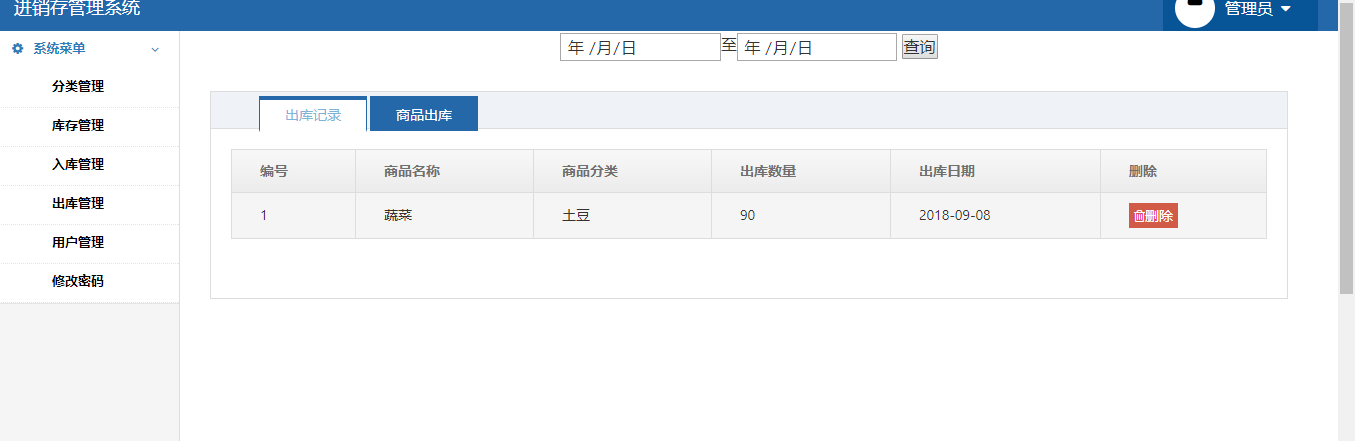 进销存管理系统
管理员
系统菜单
分类管理
库存管理
入库管理
出库管理
用户管理
修改密码
年 /月/日 至 年 /月/日 查询
出库记录 商品出库
编号 商品名称 商品分类 出库数量 出库日期 删除
1 蔬菜 土豆 90 2018-09-08 删除